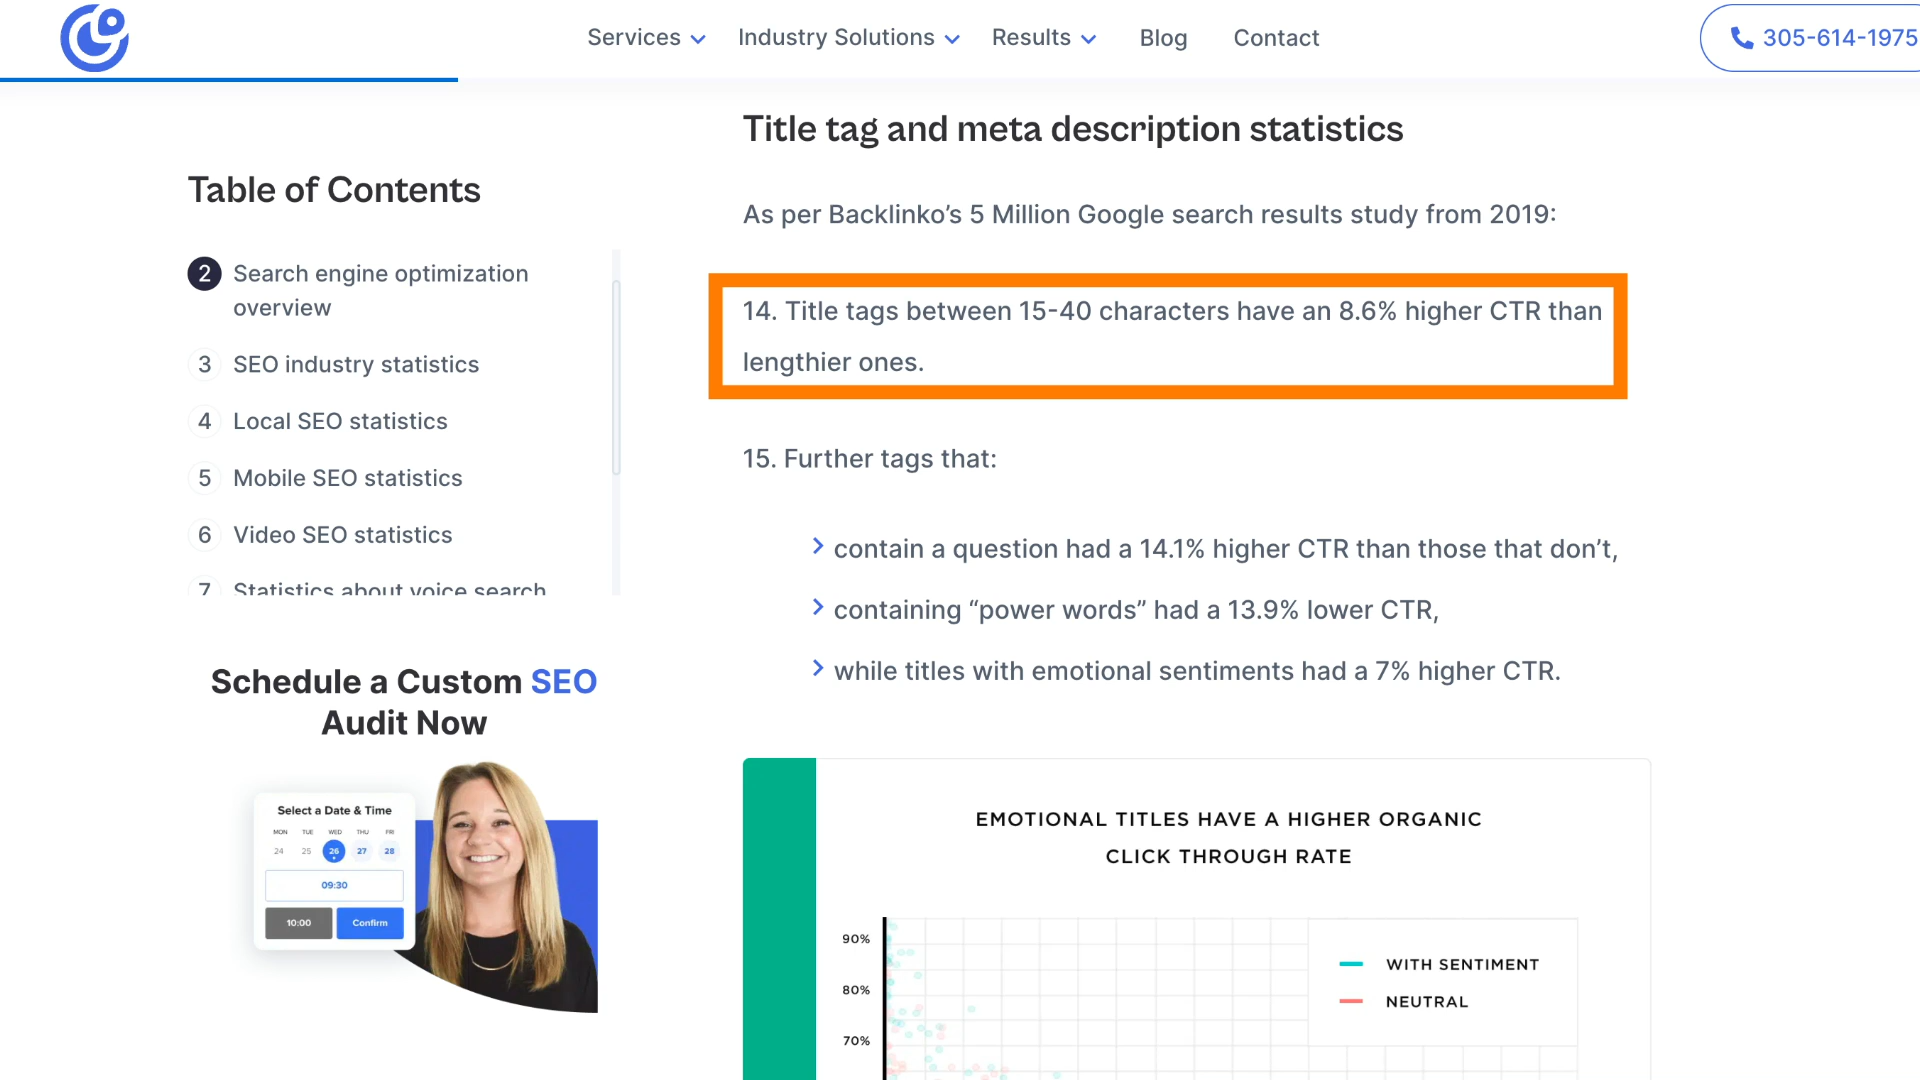 Services
Industry Solutions
Results
Blog
Contact
305-614-1975
Table of Contents
2 Search engine optimization
overview
3 SEO industry statistics
4 Local SEO statistics
5 Mobile SEO statistics
6 Video SEO statistics
7 Statistics about voice search
Schedule a Custom SEO
Audit Now
Select a Date & Time
MON TUE WED THU FRI
24 25 26 27 28
09:30
10:00 Confirm
Title tag and meta description statistics
As per Backlinko’s 5 Million Google search results study from 2019:
14. Title tags between 15-40 characters have an 8.6% higher CTR than
lengthier ones.
15. Further tags that:
contain a question had a 14.1% higher CTR than those that don’t,
containing “power words” had a 13.9% lower CTR,
while titles with emotional sentiments had a 7% higher CTR.
EMOTIONAL TITLES HAVE A HIGHER ORGANIC
CLICK THROUGH RATE
90%
80%
70%
WITH SENTIMENT
NEUTRAL